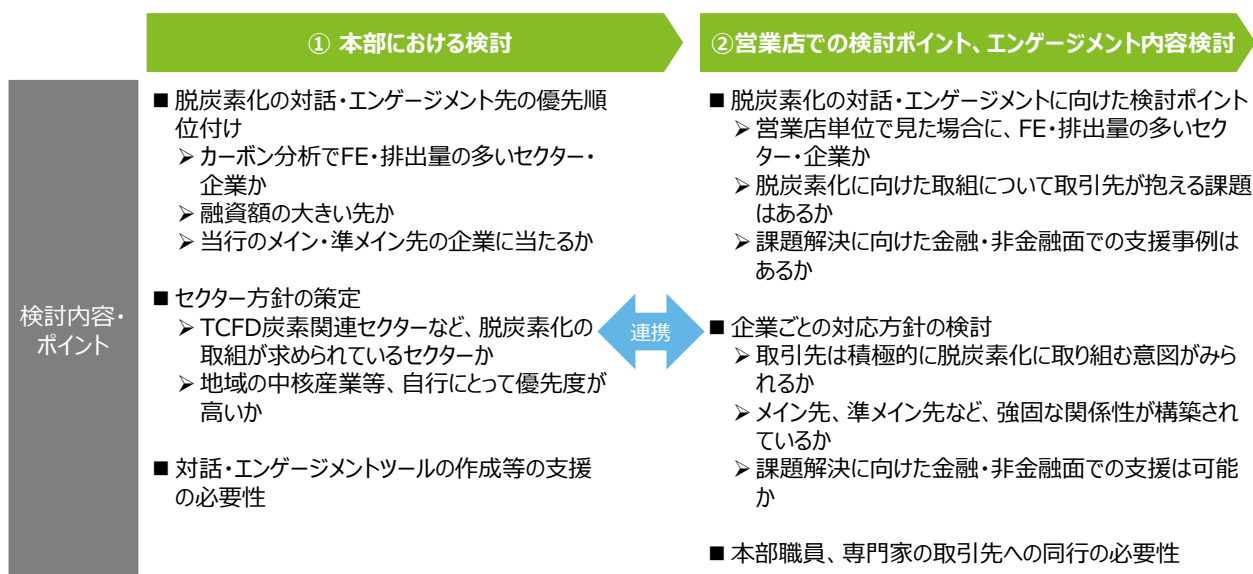 ① 本部における検討
②営業店での検討ポイント、エンゲージメント内容検討
検討内容・
ポイント
■ 脱炭素化の対話・エンゲージメント先の優先順
位付け
➢ カーボン分析でFE・排出量の多いセクター・
企業か
➢ 融資額の大きい先か
➢ 当行のメイン・準メイン先の企業に当たるか
■ セクター方針の策定
➢ TCFD炭素関連セクターなど、脱炭素化の
取組が求められているセクターか
➢ 地域の中核産業等、自行にとって優先度が
高いか
■ 対話・エンゲージメントツールの作成等の支援
の必要性
連携
■ 脱炭素化の対話・エンゲージメントに向けた検討ポイント
➢ 営業店単位で見た場合に、FE・排出量の多いセク
ター・企業か
➢ 脱炭素化に向けた取組について取引先が抱える課題
はあるか
➢ 課題解決に向けた金融・非金融面での支援事例は
あるか
■ 企業ごとの対応方針の検討
➢ 取引先は積極的に脱炭素化に取り組む意図がみら
れるか
➢ メイン先、準メイン先など、強固な関係性が構築され
ているか
➢ 課題解決に向けた金融・非金融面での支援は可能
か
■ 本部職員、専門家の取引先への同行の必要性